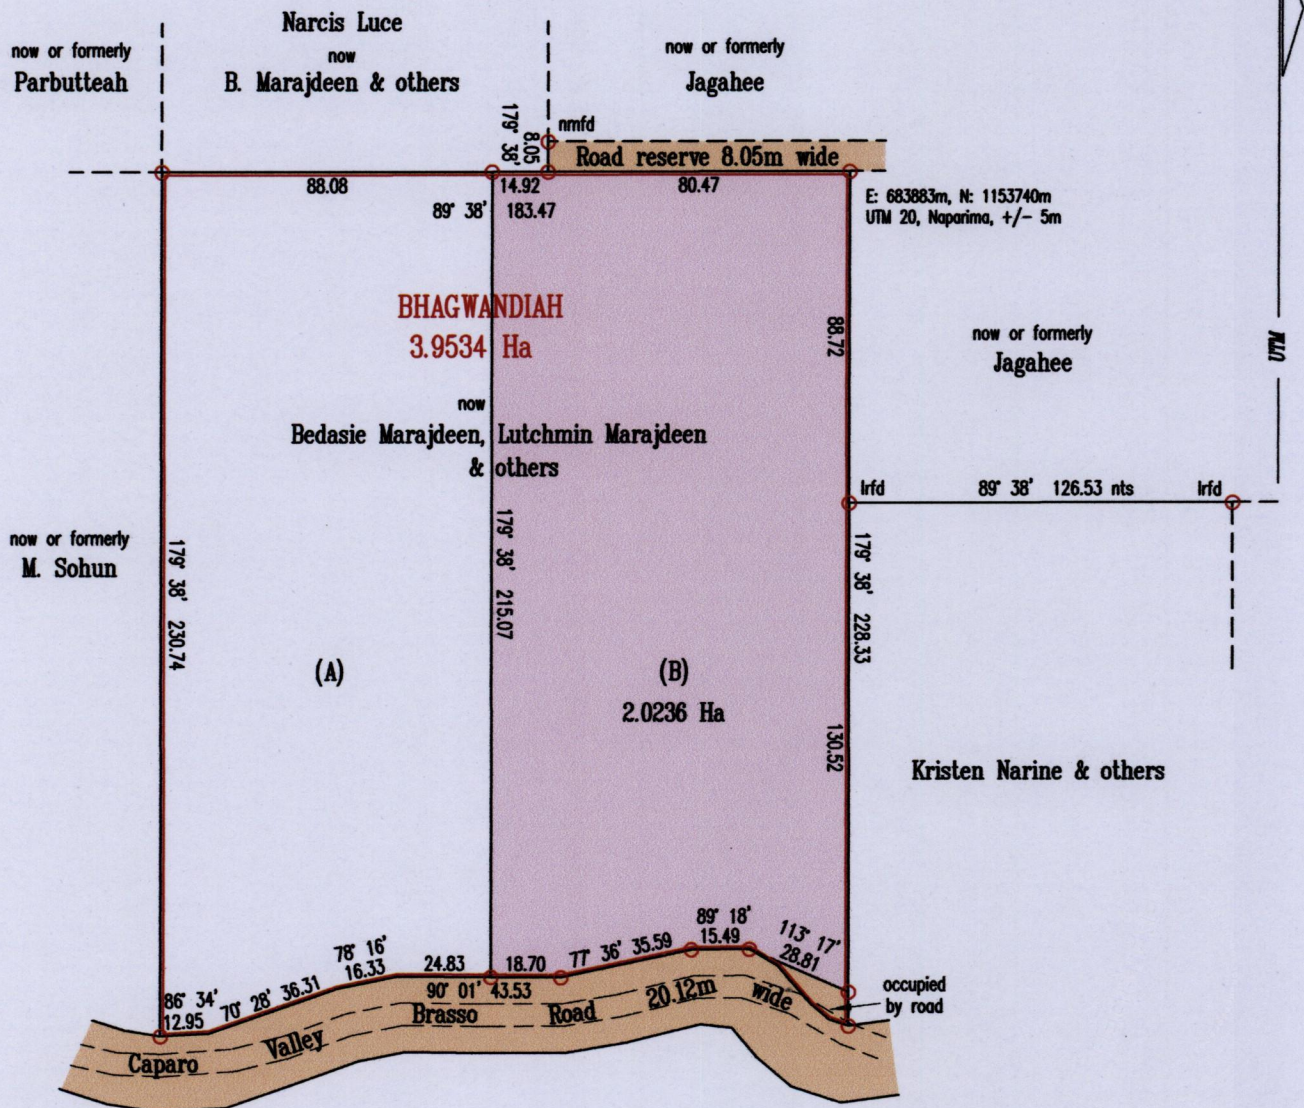 Narcis Luce
now
B. Marajdeen & others
now or formerly
Parbutteah
now or formerly
Jagahee
179° 38'
8.05
nmfd
Road reserve 8.05m wide
88.08
14.92
80.47
89° 38' 183.47
E: 683883m, N: 1153740m
UTM 20, Naparima, +/- 5m
BHAGWANDIAH
3.9534 Ha
88.72
now or formerly
Jagahee
UTM
now
Bedasie Marajdeen, Lutchmin Marajdeen
& others
Irfd
89° 38' 126.53 nts
Irfd
now or formerly
M. Sohun
179° 38' 230.74
179° 38' 215.07
179° 38' 228.33
(A)
(B)
2.0236 Ha
130.52
Kristen Narine & others
86° 34'
12.95
70° 28' 36.31
78° 16'
16.33
24.83
18.70
90° 01' 43.53
77° 36' 35.59
89° 18'
15.49
113° 17'
28.81
occupied
by road
Caparo Valley Brasso Road 20.12m wide